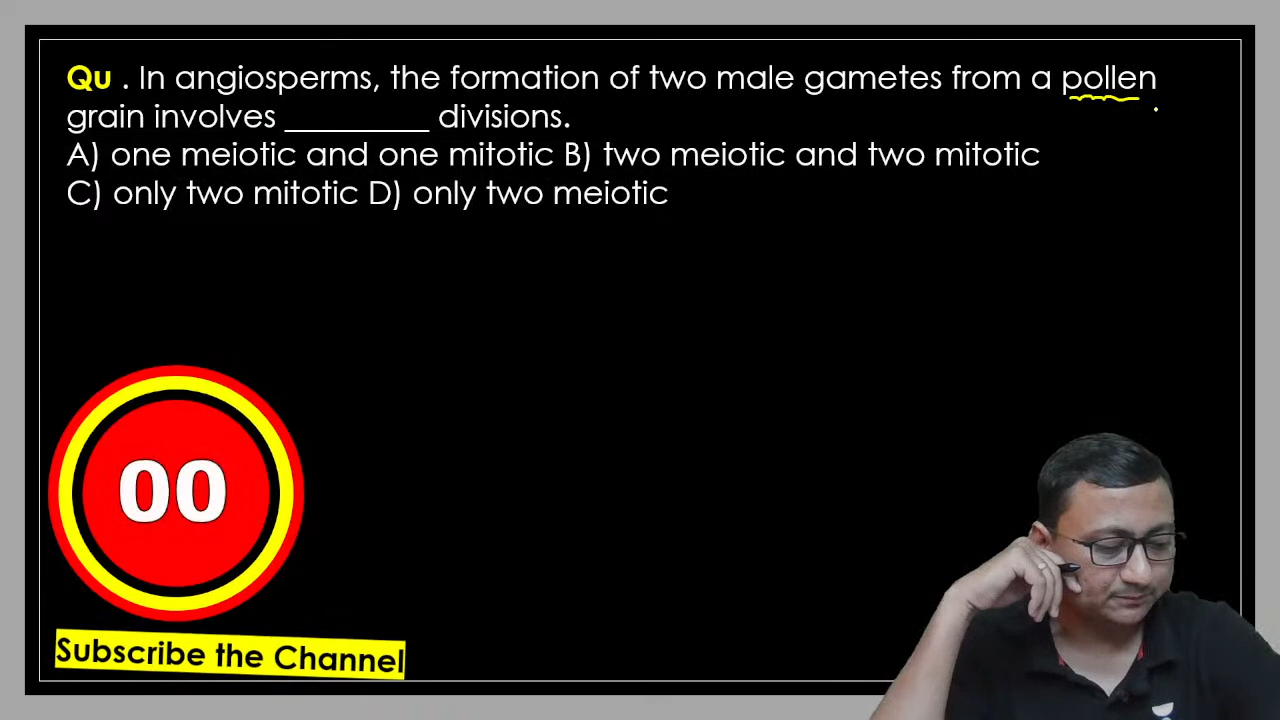 Qu . In angiosperms, the formation of two male gametes from a pollen
grain involves __________ divisions.
A) one meiotic and one mitotic B) two meiotic and two mitotic
C) only two mitotic D) only two meiotic
00
Subscribe the Channel